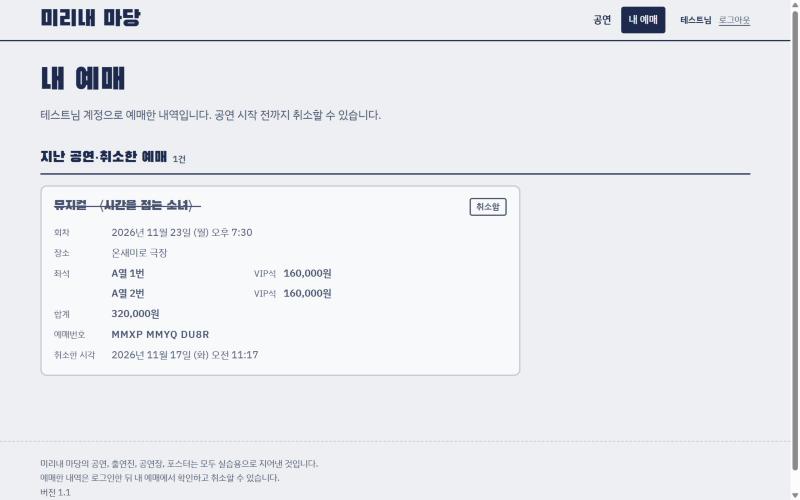 미리내 마당
공연 내 예매 테스트님 로그아웃
내 예매
테스트님 계정으로 예매한 내역입니다. 공연 시작 전까지 취소할 수 있습니다.
지난 공연·취소한 예매 1건
뮤지컬 〈시간을 접는 소녀〉 취소함
회차 2026년 11월 23일 (월) 오후 7:30
장소 온새미로 극장
좌석 A열 1번 VIP석 160,000원
A열 2번 VIP석 160,000원
합계 320,000원
예매번호 MMXP MMYQ DU8R
취소한 시각 2026년 11월 17일 (화) 오전 11:17
미리내 마당의 공연, 출연진, 공연장, 포스터는 모두 실습용으로 지어낸 것입니다.
예매한 내역은 로그인한 뒤 내 예매에서 확인하고 취소할 수 있습니다.
버전 1.1